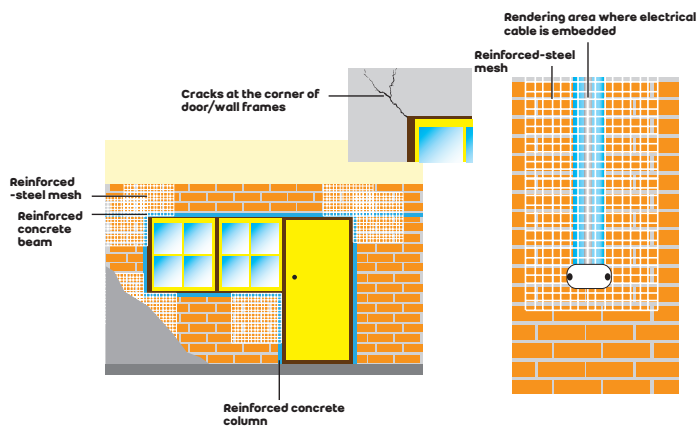 Rendering area where electrical
cable is embedded
Reinforced-steel
mesh
Cracks at the corner of
door/wall frames
Reinforced
-steel mesh
Reinforced
concrete
beam
Reinforced concrete
column